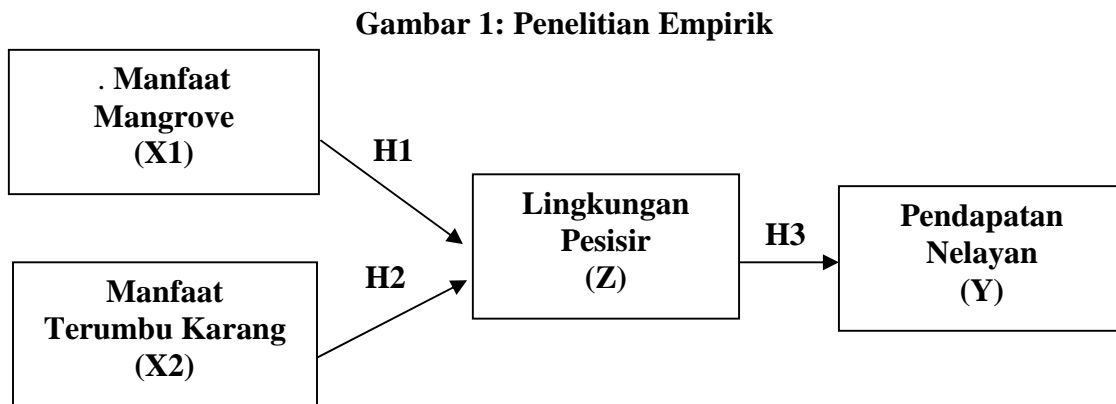 Gambar 1: Penelitian Empirik
. Manfaat
Mangrove
(X1)
H1
Lingkungan
Pesisir
(Z)
H3
Pendapatan
Nelayan
(Y)
H2
Manfaat
Terumbu Karang
(X2)